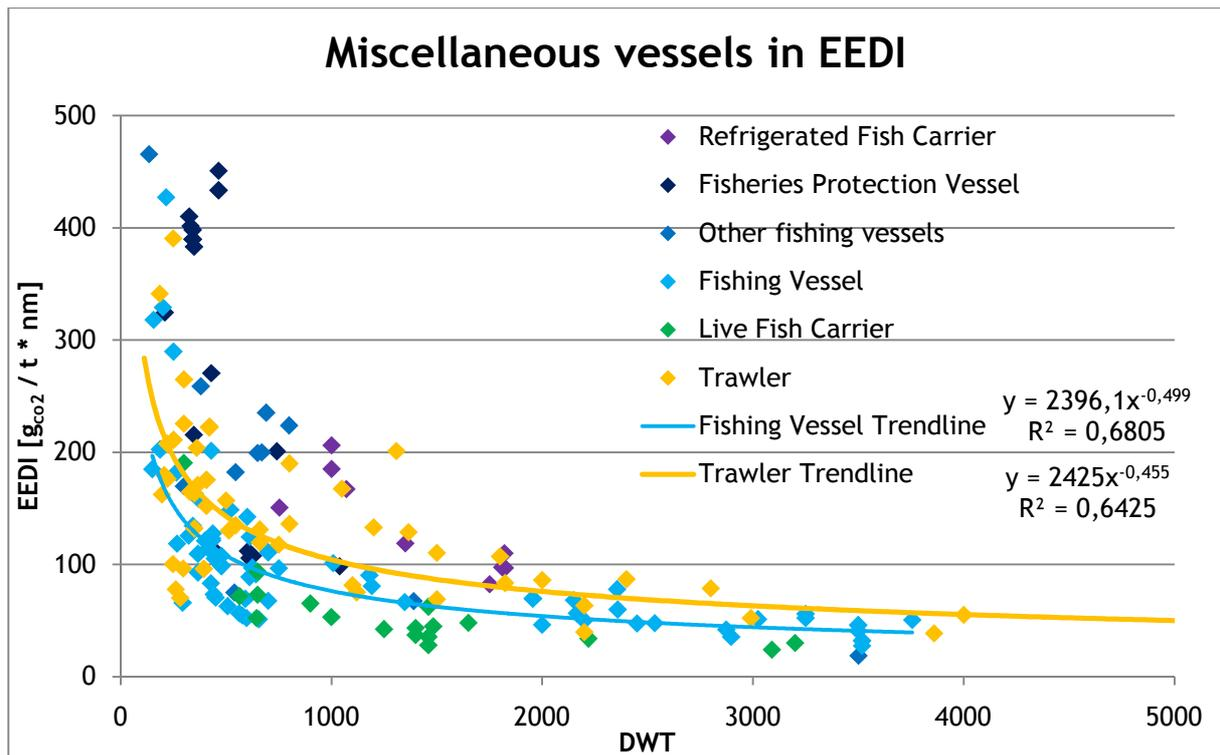 Miscellaneous vessels in EEDI
500
400
300
200
100
0
EEDI [gco2 / t * nm]
Refrigerated Fish Carrier
Fisheries Protection Vessel
Other fishing vessels
Fishing Vessel
Live Fish Carrier
Trawler
Fishing Vessel Trendline
Trawler Trendline
y = 2396,1x^-0,499
R² = 0,6805
y = 2425x^-0,455
R² = 0,6425
0 1000 2000 3000 4000 5000
DWT